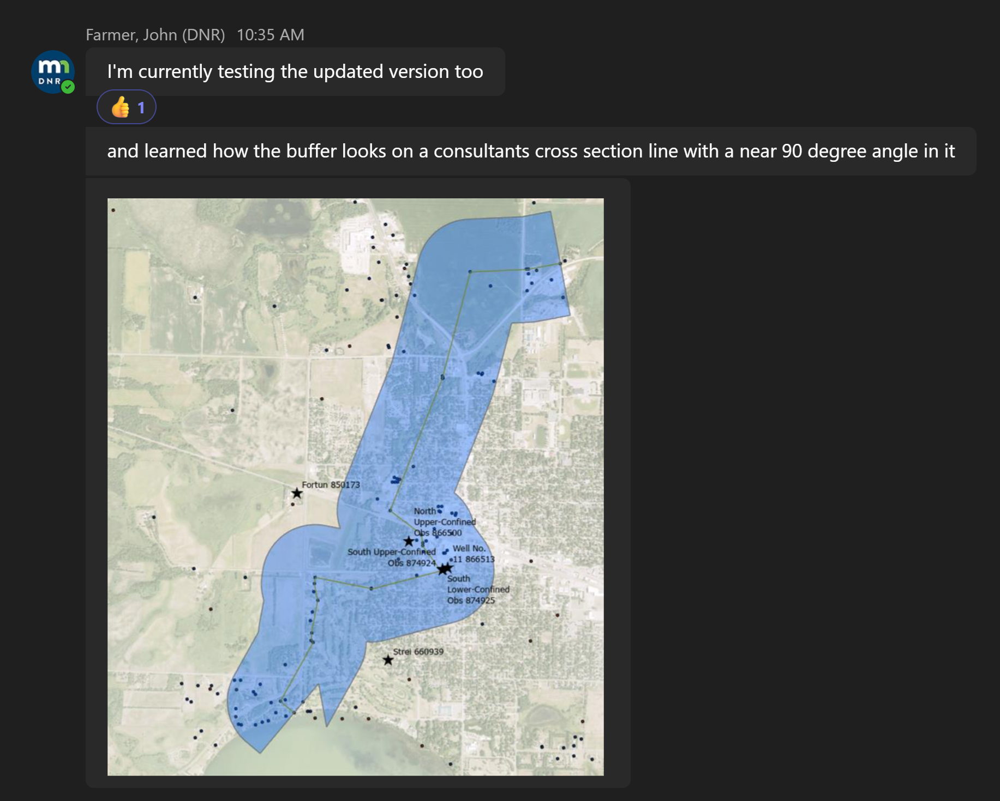 Farmer, John (DNR) 10:35 AM
mn
DNR
I'm currently testing the updated version too
👍 1
and learned how the buffer looks on a consultants cross section line with a near 90 degree angle in it
Fortun 850173
North
Upper-Confined
Obs 866500
South Upper-Confined
Obs 874924
Well No.
11 866513
South
Lower-Confined
Obs 874925
Strei 660939